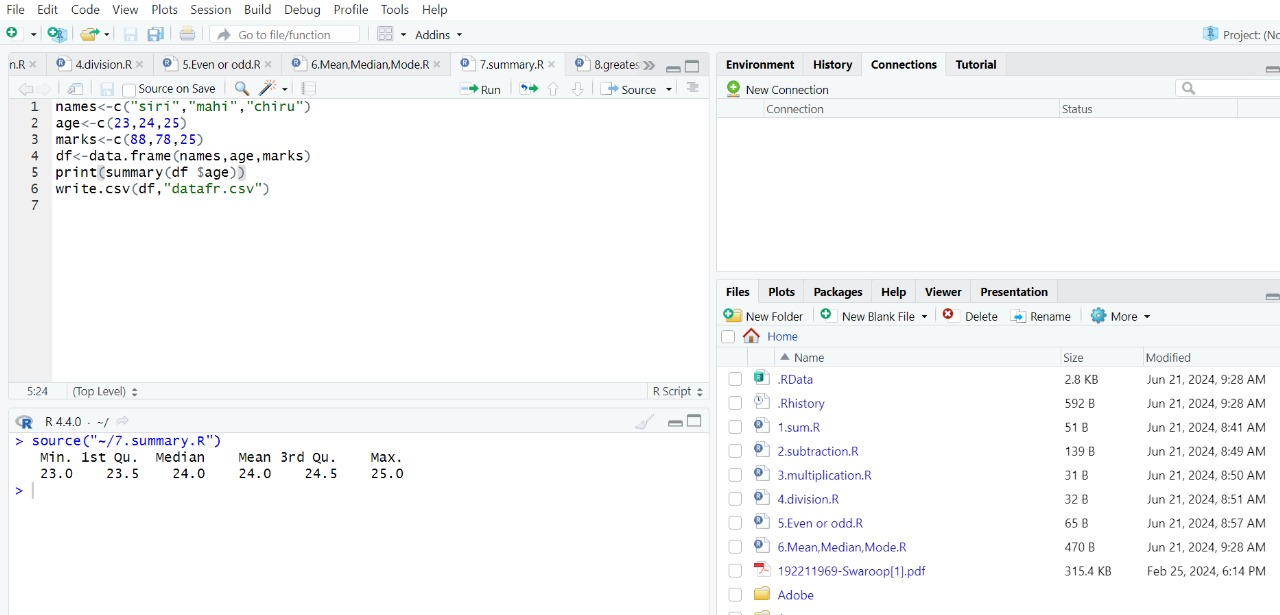 File Edit Code View Plots Session Build Debug Profile Tools Help
Go to file/function Addins Project: (No
n.R 4.division.R 5.Even or odd.R 6.Mean,Median,Mode.R 7.summary.R 8.greates
Source on Save Run Source
1 names<-c("siri","mahi","chiru")
2 age<-c(23,24,25)
3 marks<-c(88,78,25)
4 df<-data.frame(names,age,marks)
5 print(summary(df $age))
6 write.csv(df,"datafr.csv")
7
5:24 (Top Level) R Script
R 4.4.0 · ~/
> source("~/7.summary.R")
Min. 1st Qu. Median Mean 3rd Qu. Max.
23.0 23.5 24.0 24.0 24.5 25.0
>
Environment History Connections Tutorial
New Connection
Connection Status
Files Plots Packages Help Viewer Presentation
New Folder New Blank File Delete Rename More
Home
Name Size Modified
.RData 2.8 KB Jun 21, 2024, 9:28 AM
.Rhistory 592 B Jun 21, 2024, 9:28 AM
1.sum.R 51 B Jun 21, 2024, 8:41 AM
2.subtraction.R 139 B Jun 21, 2024, 8:49 AM
3.multiplication.R 31 B Jun 21, 2024, 8:50 AM
4.division.R 32 B Jun 21, 2024, 8:51 AM
5.Even or odd.R 65 B Jun 21, 2024, 8:57 AM
6.Mean,Median,Mode.R 470 B Jun 21, 2024, 9:28 AM
192211969-Swaroop[1].pdf 315.4 KB Feb 25, 2024, 6:14 PM
Adobe